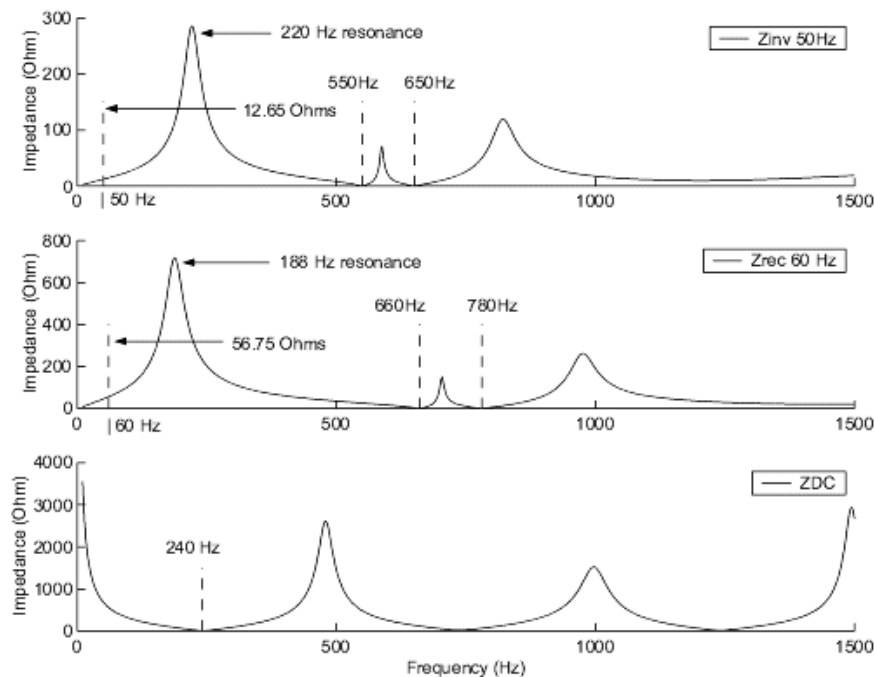 300
200
100
0
Impedance (Ohm)
220 Hz resonance
Zinv 50Hz
550Hz
650Hz
12.65 Ohms
| 50 Hz
0
500
1000
1500
800
600
400
200
0
Impedance (Ohm)
188 Hz resonance
Zrec 60 Hz
660Hz
780Hz
56.75 Ohms
| 60 Hz
0
500
1000
1500
4000
3000
2000
1000
0
Impedance (Ohm)
ZDC
240 Hz
0
500
1000
1500
Frequency (Hz)